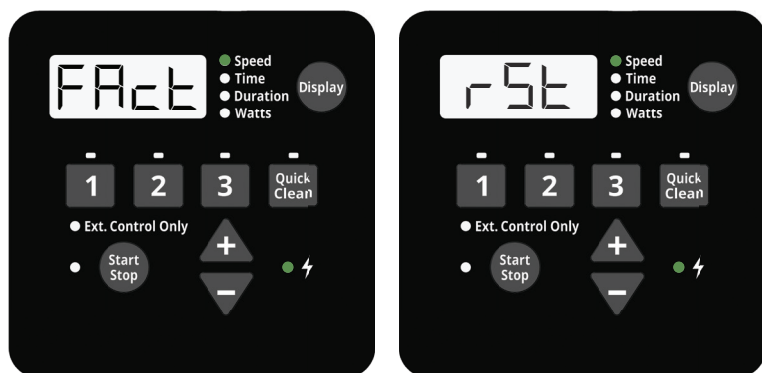 FAct
Speed
Time
Duration
Watts
Display
1 2 3 Quick Clean
Ext. Control Only
Start Stop
+
-
rSt
Speed
Time
Duration
Watts
Display
1 2 3 Quick Clean
Ext. Control Only
Start Stop
+
-